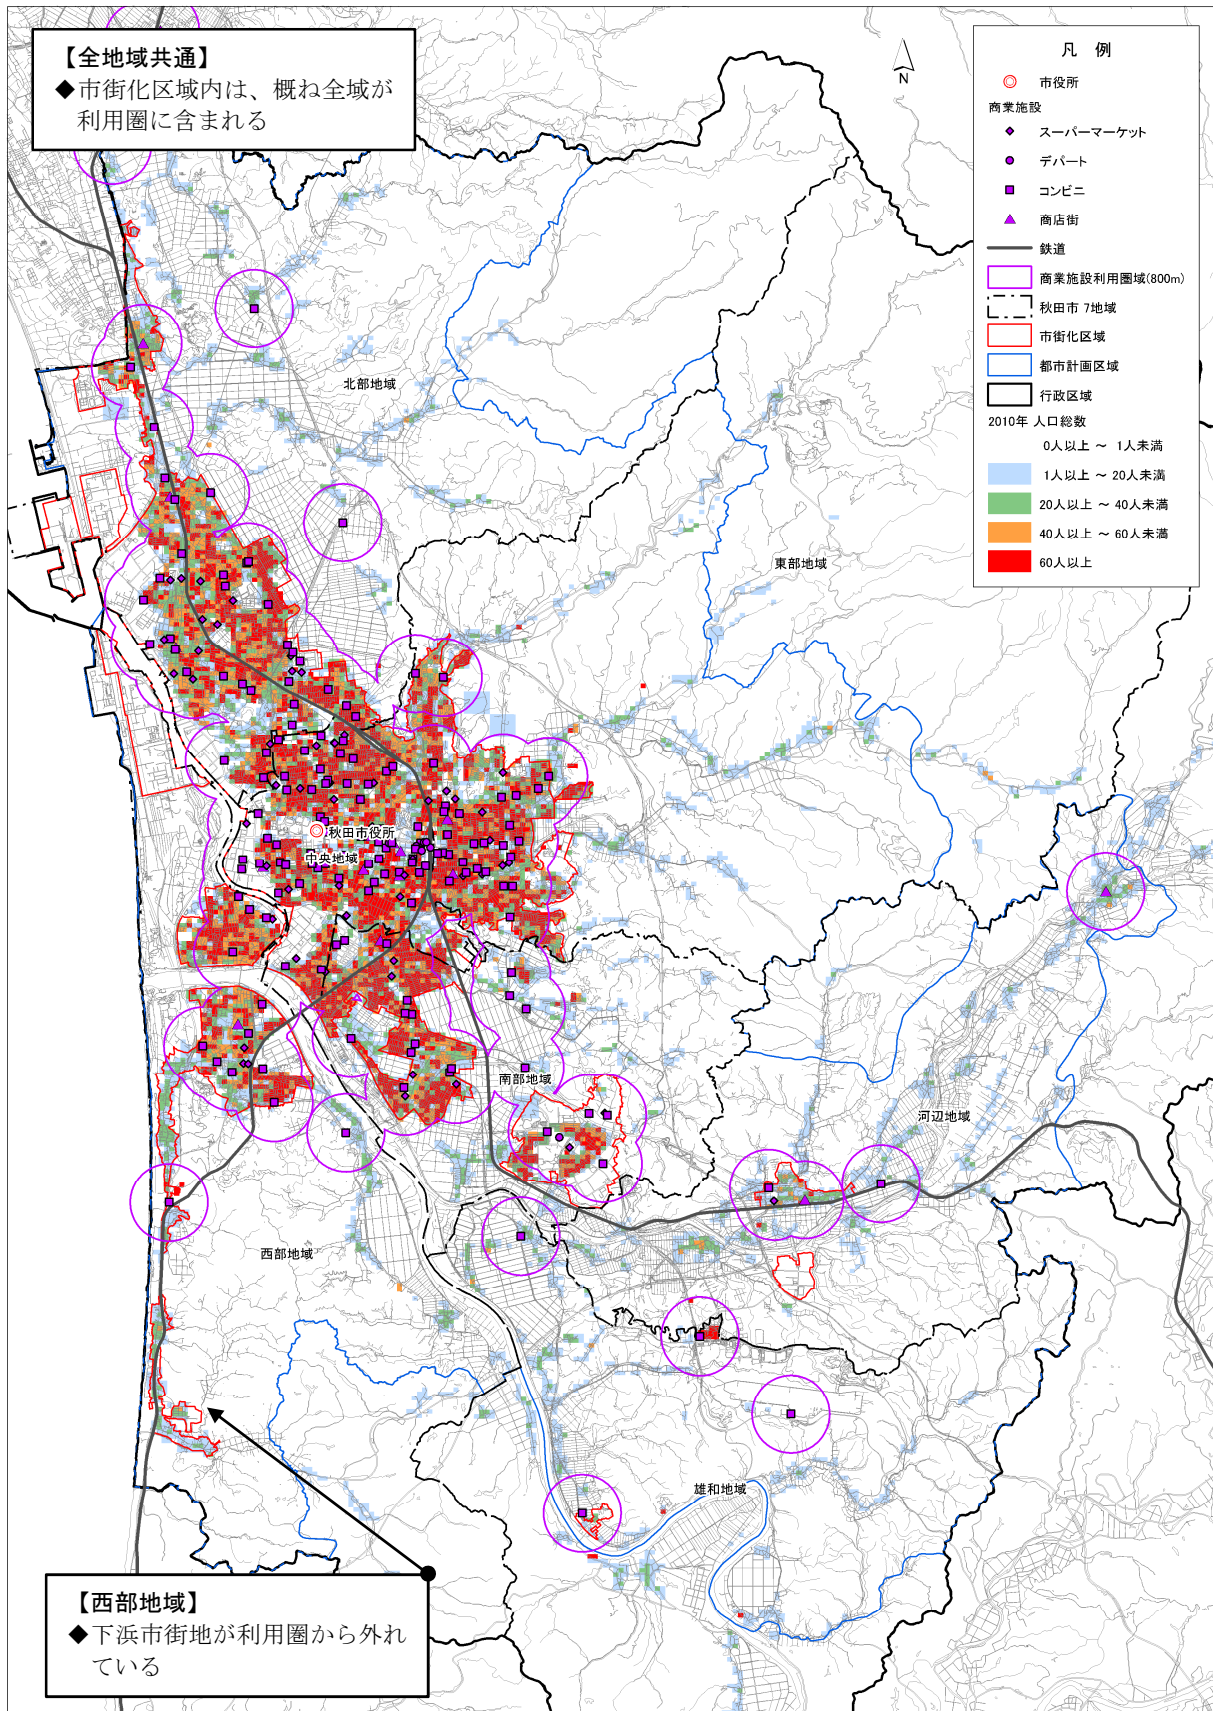 【全地域共通】
◆市街化区域内は、概ね全域が
利用圏に含まれる
N
凡 例
市役所
商業施設
スーパーマーケット
デパート
コンビニ
商店街
鉄道
商業施設利用圏域(800m)
秋田市 7地域
市街化区域
都市計画区域
行政区域
2010年 人口総数
0人以上 ~ 1人未満
1人以上 ~ 20人未満
20人以上 ~ 40人未満
40人以上 ~ 60人未満
60人以上
北部地域
東部地域
秋田市役所
中央地域
南部地域
河辺地域
西部地域
雄和地域
【西部地域】
◆下浜市街地が利用圏から外れ
ている